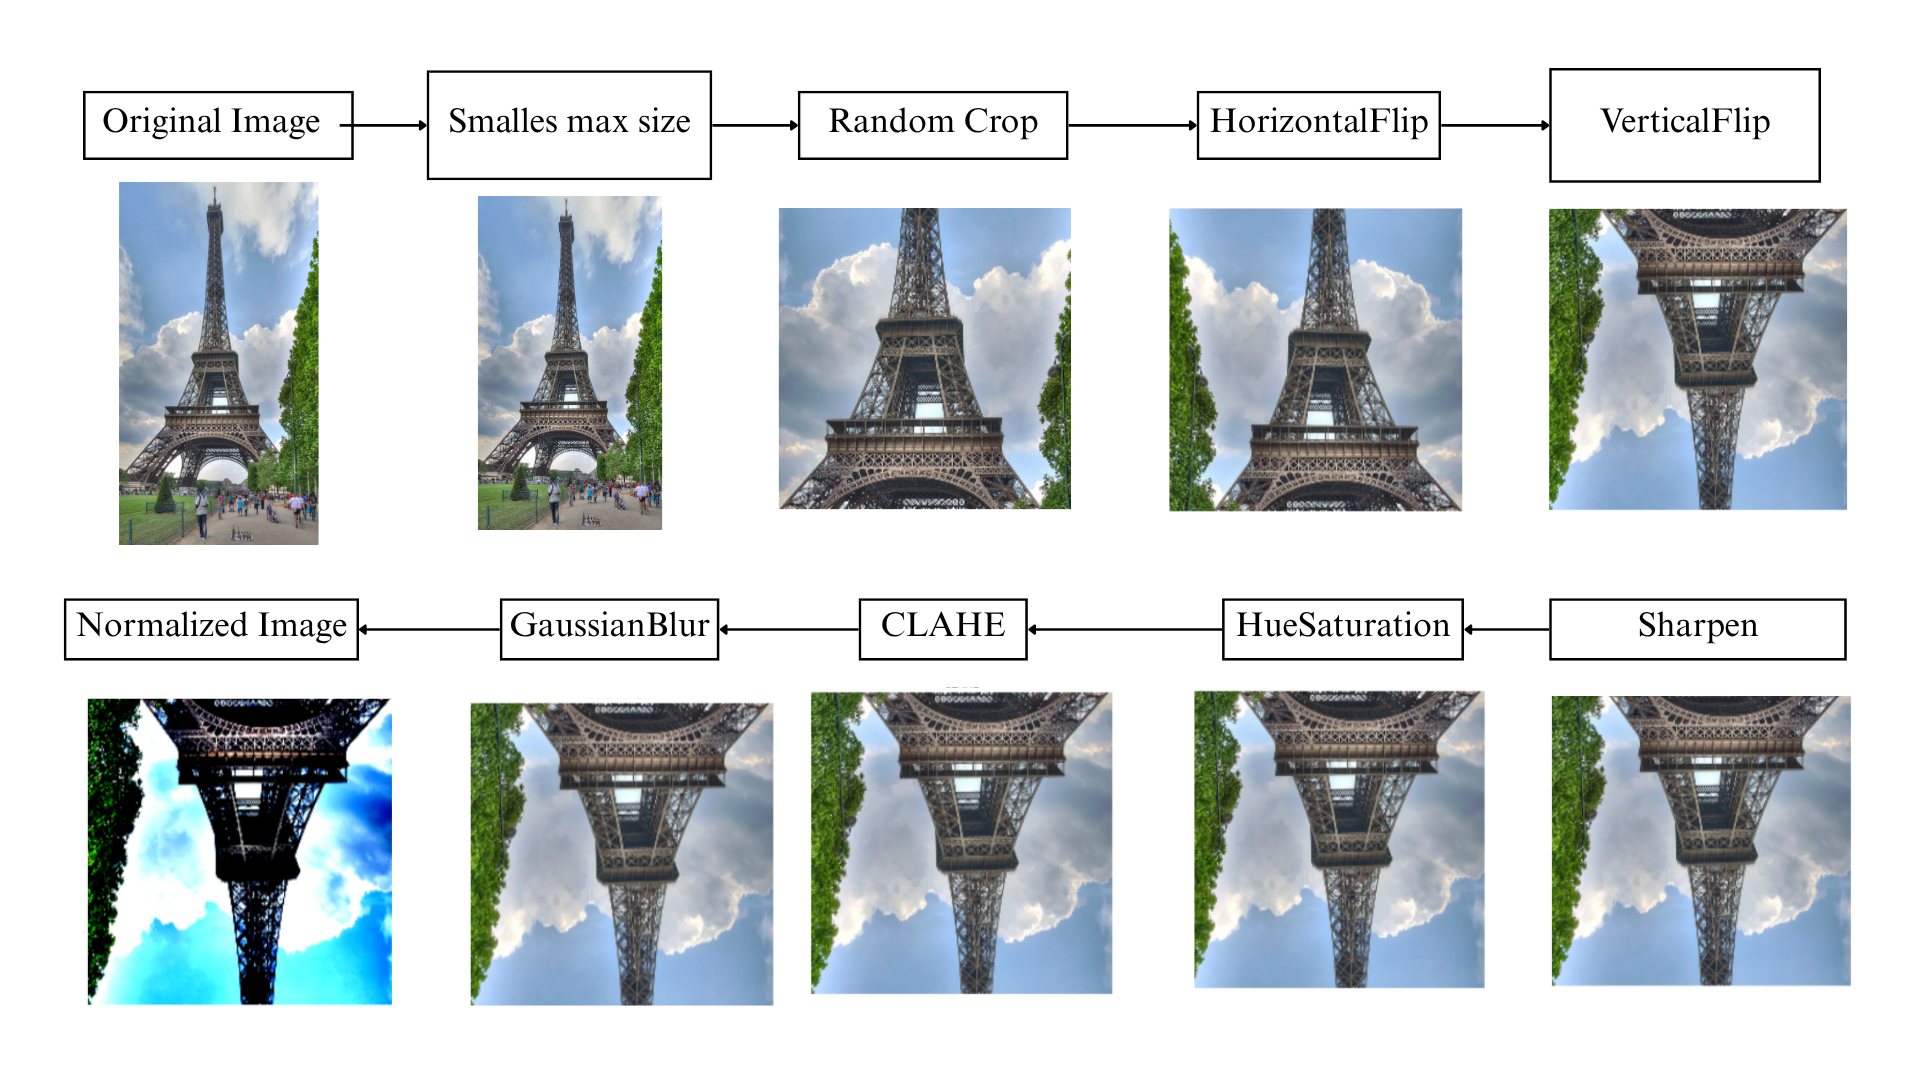 Original Image
Smalles max size
Random Crop
HorizontalFlip
VerticalFlip
Normalized Image
GaussianBlur
CLAHE
HueSaturation
Sharpen